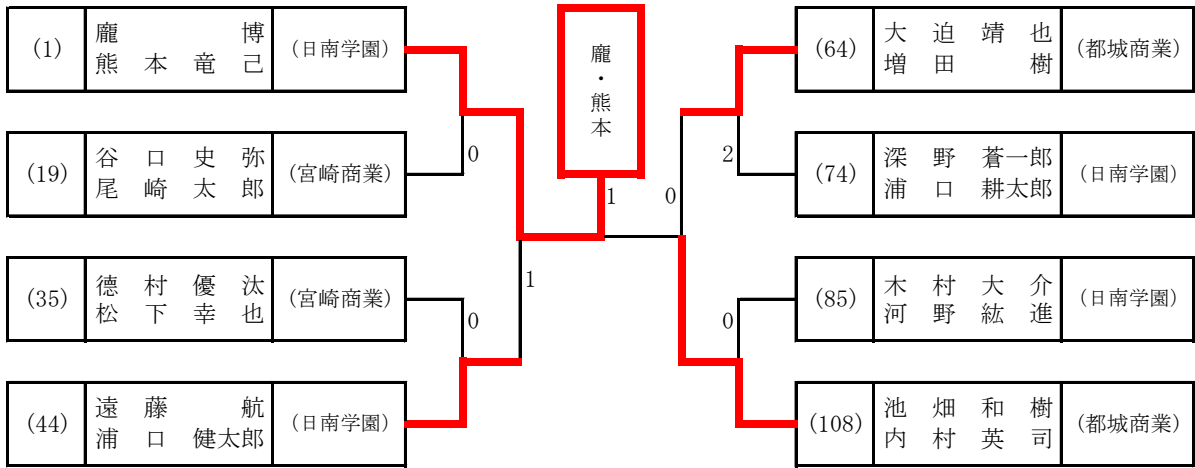 (1)
龐 博
熊 本 竜 己
(日南学園)
(19)
谷 口 史 弥
尾 崎 太 郎
(宮崎商業)
(35)
徳 村 優 汰
松 下 幸 也
(宮崎商業)
(44)
遠 藤 航
浦 口 健太郎
(日南学園)
0
0
1
龐・熊本
1
0
2
0
(64)
大 迫 靖 也
増 田 樹
(都城商業)
(74)
深 野 蒼一郎
浦 口 耕太郎
(日南学園)
(85)
木 村 大 介
河 野 紘 進
(日南学園)
(108)
池 畑 和 樹
内 村 英 司
(都城商業)